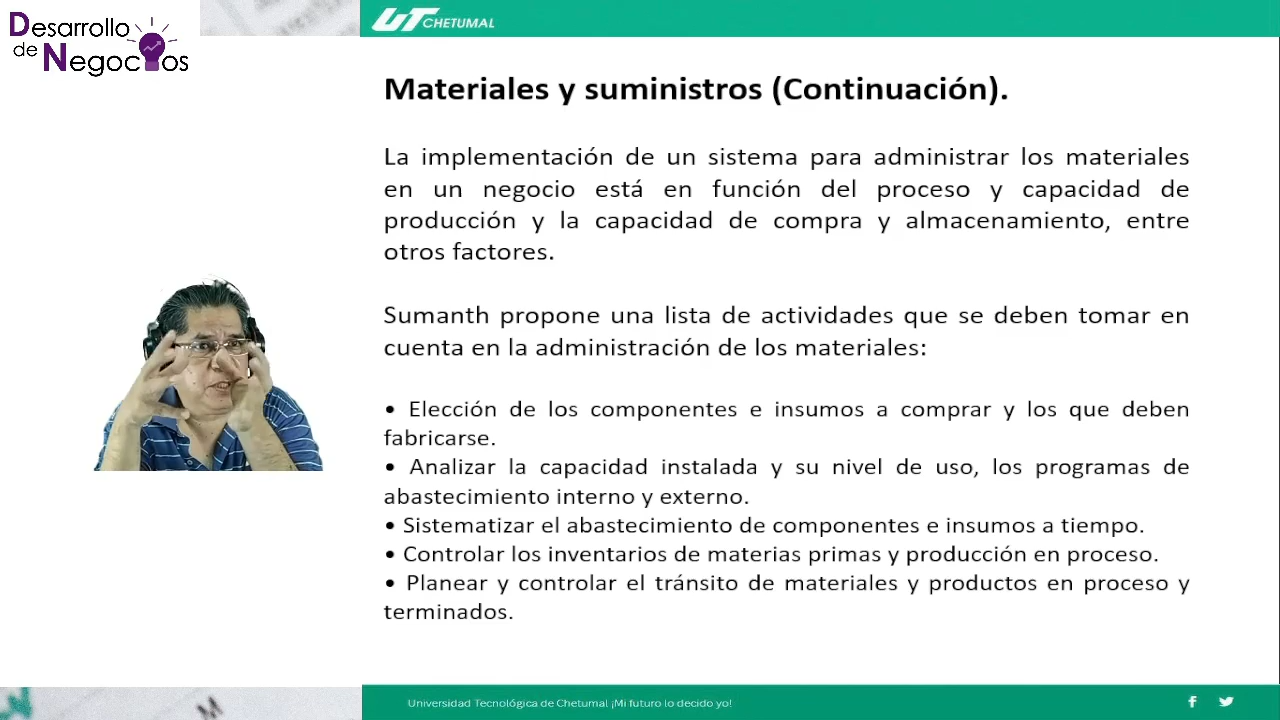 Desarrollo
de
Negocios
UT CHETUMAL
Materiales y suministros (Continuación).
La implementación de un sistema para administrar los materiales
en un negocio está en función del proceso y capacidad de
producción y la capacidad de compra y almacenamiento, entre
otros factores.
Sumanth propone una lista de actividades que se deben tomar en
cuenta en la administración de los materiales:
• Elección de los componentes e insumos a comprar y los que deben
fabricarse.
• Analizar la capacidad instalada y su nivel de uso, los programas de
abastecimiento interno y externo.
• Sistematizar el abastecimiento de componentes e insumos a tiempo.
• Controlar los inventarios de materias primas y producción en proceso.
• Planear y controlar el tránsito de materiales y productos en proceso y
terminados.
Universidad Tecnológica de Chetumal ¡Mi futuro lo decido yo!